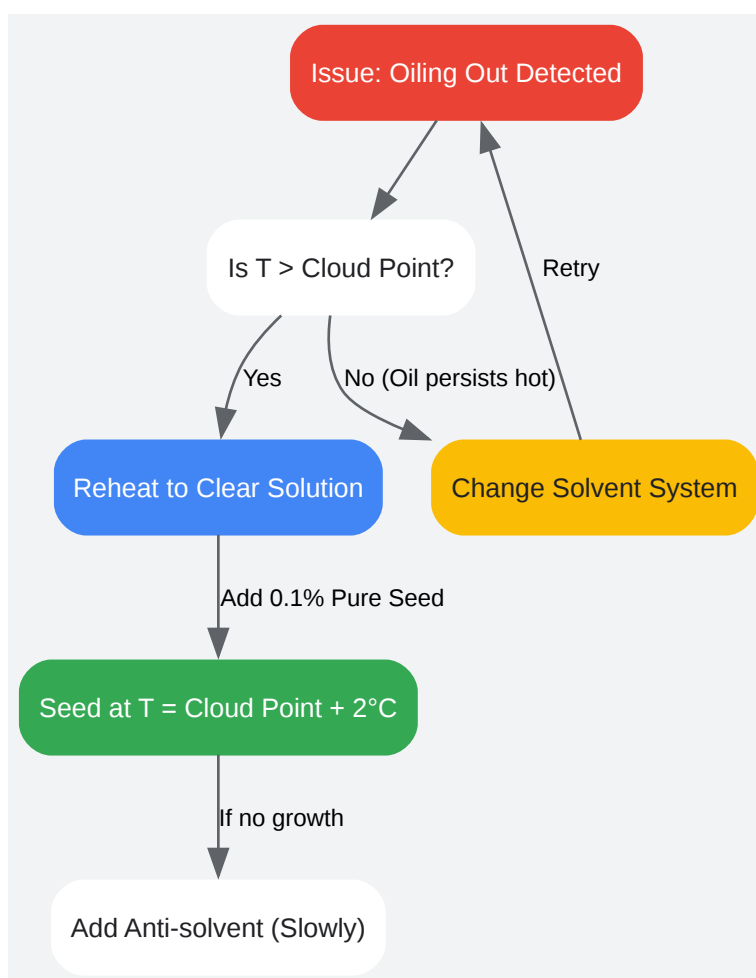 Issue: Oiling Out Detected
Is T > Cloud Point?
Retry
Yes
No (Oil persists hot)
Reheat to Clear Solution
Change Solvent System
Add 0.1% Pure Seed
Seed at T = Cloud Point + 2°C
If no growth
Add Anti-solvent (Slowly)